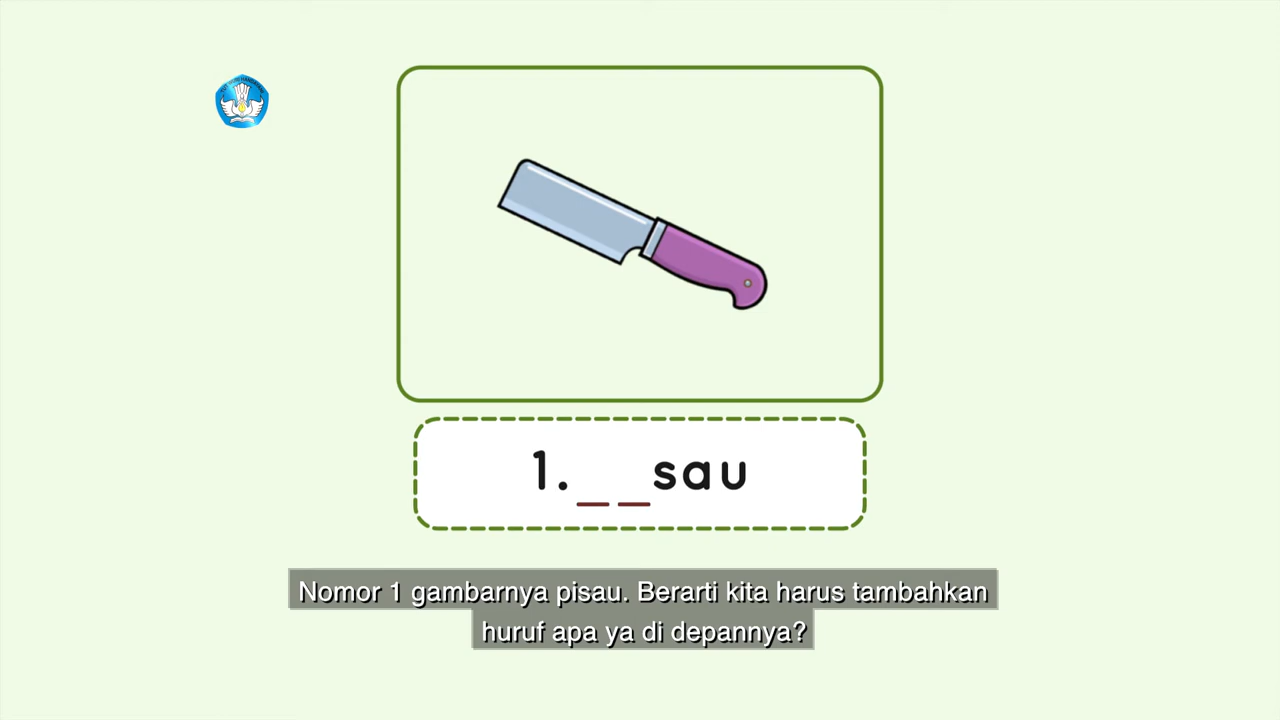 1. __sau
Nomor 1 gambarnya pisau. Berarti kita harus tambahkan
huruf apa ya di depannya?